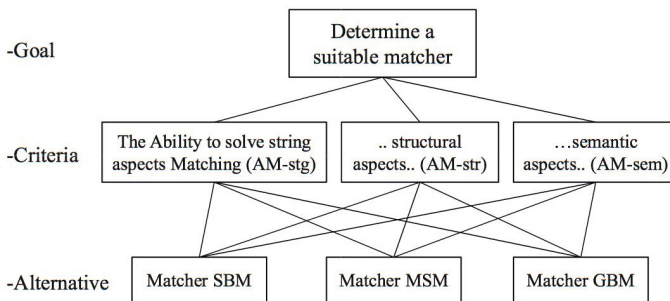 -Goal
Determine a
suitable matcher
-Criteria
The Ability to solve string
aspects Matching (AM-stg)
.. structural
aspects.. (AM-str)
...semantic
aspects.. (AM-sem)
-Alternative
Matcher SBM
Matcher MSM
Matcher GBM